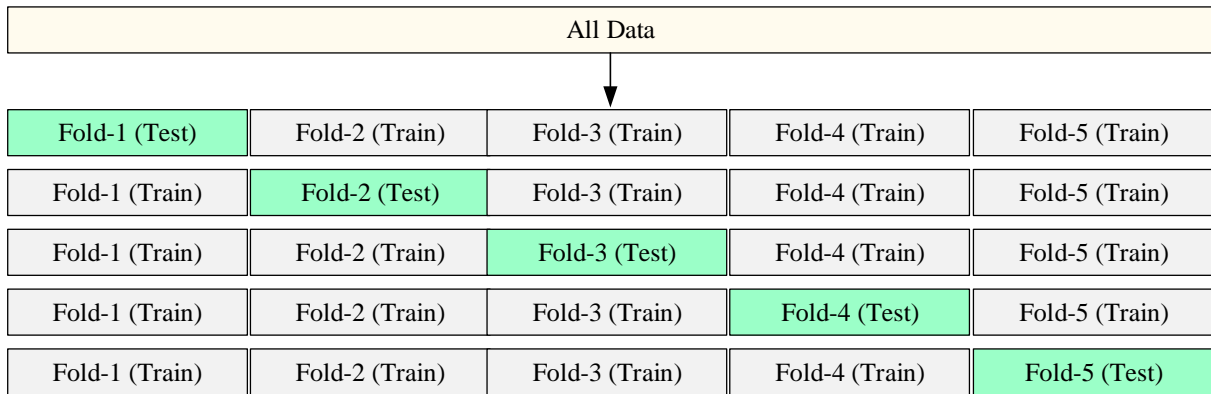 All Data
Fold-1 (Test) Fold-2 (Train) Fold-3 (Train) Fold-4 (Train) Fold-5 (Train)
Fold-1 (Train) Fold-2 (Test) Fold-3 (Train) Fold-4 (Train) Fold-5 (Train)
Fold-1 (Train) Fold-2 (Train) Fold-3 (Test) Fold-4 (Train) Fold-5 (Train)
Fold-1 (Train) Fold-2 (Train) Fold-3 (Train) Fold-4 (Test) Fold-5 (Train)
Fold-1 (Train) Fold-2 (Train) Fold-3 (Train) Fold-4 (Train) Fold-5 (Test)